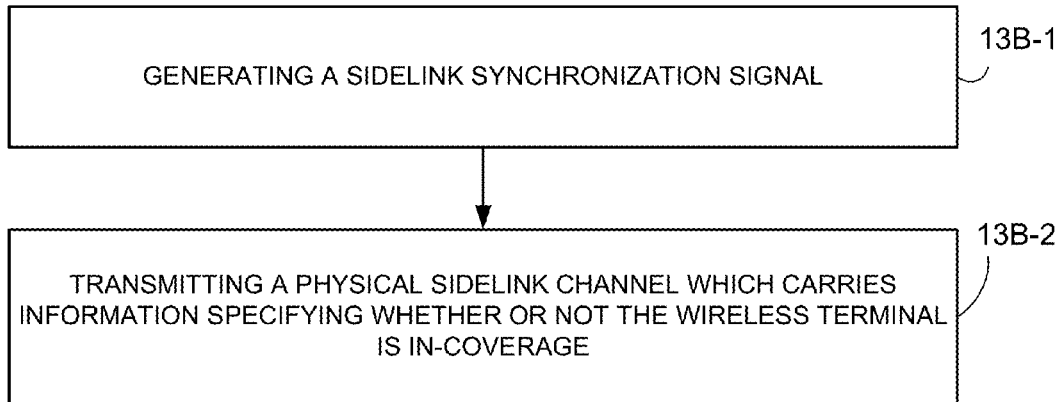 13B-1
GENERATING A SIDELINK SYNCHRONIZATION SIGNAL
13B-2
TRANSMITTING A PHYSICAL SIDELINK CHANNEL WHICH CARRIES
INFORMATION SPECIFYING WHETHER OR NOT THE WIRELESS TERMINAL
IS IN-COVERAGE